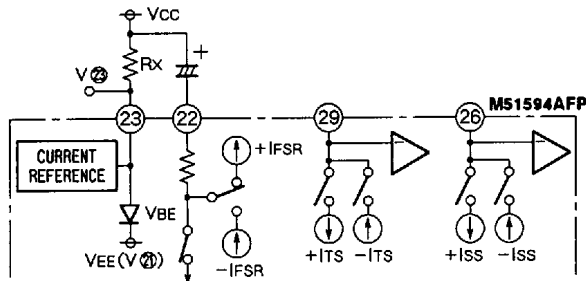 VCC
+
RX
V㉓
M51594AFP
23
22
29
26
CURRENT REFERENCE
+IFSR
VBE
-IFSR
VEE(V㉑)
+ITS
-ITS
+ISS
-ISS